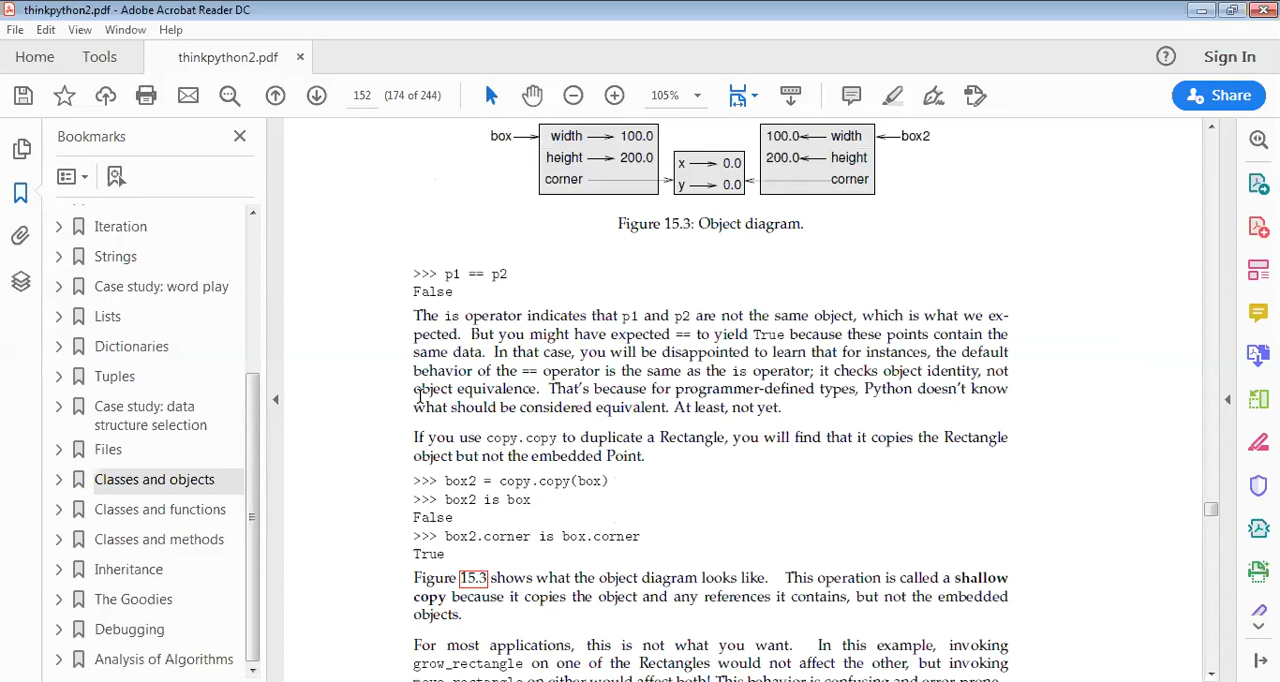 thinkpython2.pdf - Adobe Acrobat Reader DC
File Edit View Window Help
Home Tools thinkpython2.pdf × Sign In
152 (174 of 244) 105% Share
Bookmarks
Iteration
Strings
Case study: word play
Lists
Dictionaries
Tuples
Case study: data
structure selection
Files
Classes and objects
Classes and functions
Classes and methods
Inheritance
The Goodies
Debugging
Analysis of Algorithms
box width 100.0 100.0 width box2
height 200.0 x 0.0 200.0 height
corner y 0.0 corner
Figure 15.3: Object diagram.
>>> p1 == p2
False
The is operator indicates that p1 and p2 are not the same object, which is what we ex-
pected. But you might have expected == to yield True because these points contain the
same data. In that case, you will be disappointed to learn that for instances, the default
behavior of the == operator is the same as the is operator; it checks object identity, not
object equivalence. That's because for programmer-defined types, Python doesn't know
what should be considered equivalent. At least, not yet.
If you use copy.copy to duplicate a Rectangle, you will find that it copies the Rectangle
object but not the embedded Point.
>>> box2 = copy.copy(box)
>>> box2 is box
False
>>> box2.corner is box.corner
True
Figure 15.3 shows what the object diagram looks like. This operation is called a shallow
copy because it copies the object and any references it contains, but not the embedded
objects.
For most applications, this is not what you want. In this example, invoking
grow_rectangle on one of the Rectangles would not affect the other, but invoking
move_rectangle on either would affect both! This behavior is confusing and error-prone.